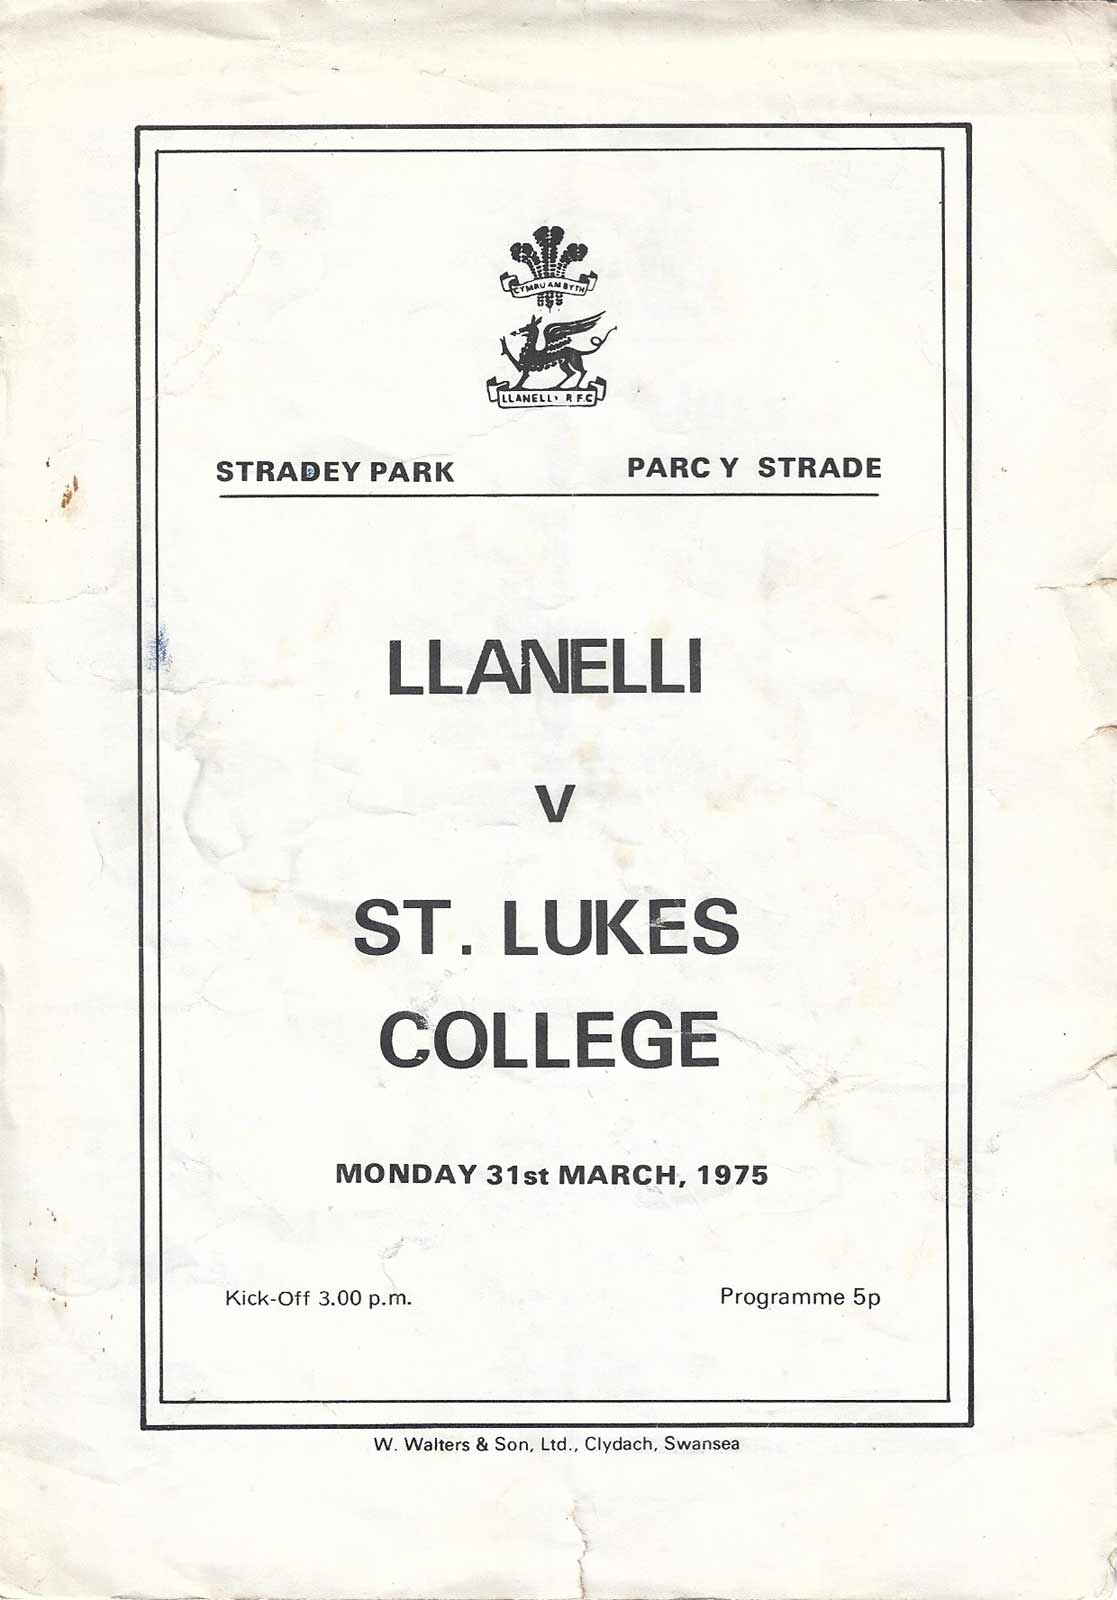 CYMRU AM BYTH
LLANELLI R F C
STRADEY PARK PARC Y STRADE
LLANELLI
V
ST. LUKES
COLLEGE
MONDAY 31st MARCH, 1975
Kick-Off 3.00 p.m. Programme 5p
W. Walters & Son, Ltd., Clydach, Swansea